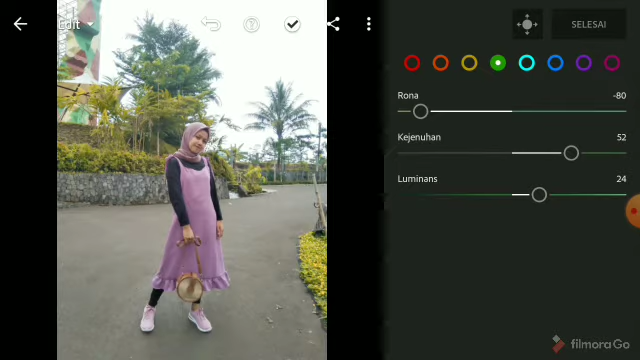 Edit
SELESAI
Rona -80
Kejenuhan 52
Luminans 24
filmoraGo